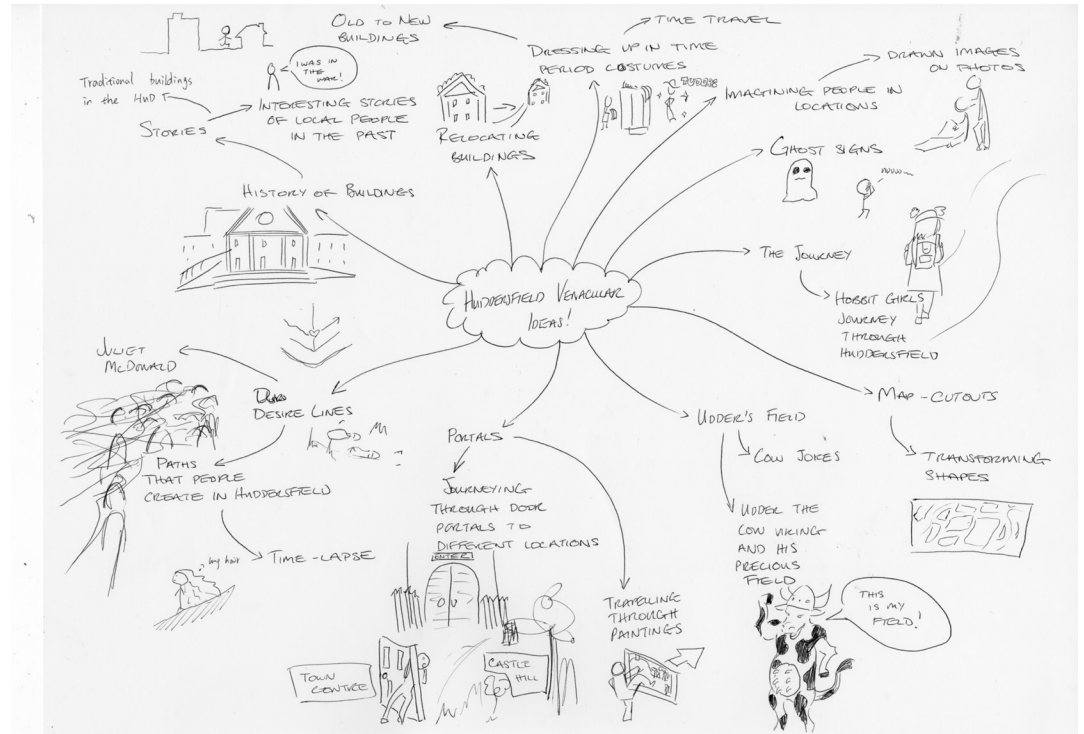 OLD TO NEW
BUILDINGS
TIME TRAVEL
DRESSING UP IN TIME
PERIOD COSTUMES
DRAWN IMAGES
ON PHOTOS
IMAGINING PEOPLE IN
LOCATIONS
I WAS IN
THE
WAR!
Traditional buildings
in the HUD
INTERESTING STORIES
OF LOCAL PEOPLE
IN THE PAST
STORIES
RELOCATING
BUILDINGS
GHOST SIGNS
HISTORY OF BUILDINGS
THE JOURNEY
HOBBIT GIRLS
JOURNEY
THROUGH
HUDDERSFIELD
HUDDERSFIELD VENACULAR
IDEAS!
JULIET
McDONALD
DESIRE LINES
PATHS
THAT PEOPLE
CREATE IN HUDDERSFIELD
TIME-LAPSE
my hair
PORTALS
JOURNEYING
THROUGH DOOR
PORTALS TO
DIFFERENT LOCATIONS
ENTER
TOWN
CENTRE
CASTLE
HILL
TRAVELLING
THROUGH
PAINTINGS
UDDER'S FIELD
COW JOKES
UDDER THE
COW VIKING
AND HIS
PRECIOUS
FIELD
THIS
IS MY
FIELD!
MAP-CUTOUTS
TRANSFORMING
SHAPES